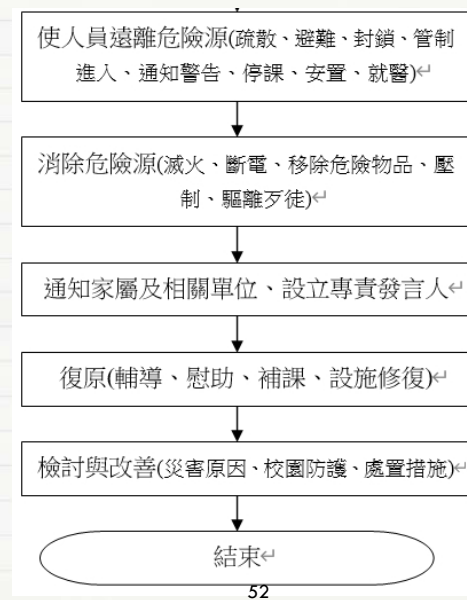 使人員遠離危險源(疏散、避難、封鎖、管制
進入、通知警告、停課、安置、就醫)↵
消除危險源(滅火、斷電、移除危險物品、壓
制、驅離歹徒)↵
通知家屬及相關單位、設立專責發言人↵
復原(輔導、慰助、補課、設施修復)↵
檢討與改善(災害原因、校園防護、處置措施)↵
結束↵
52